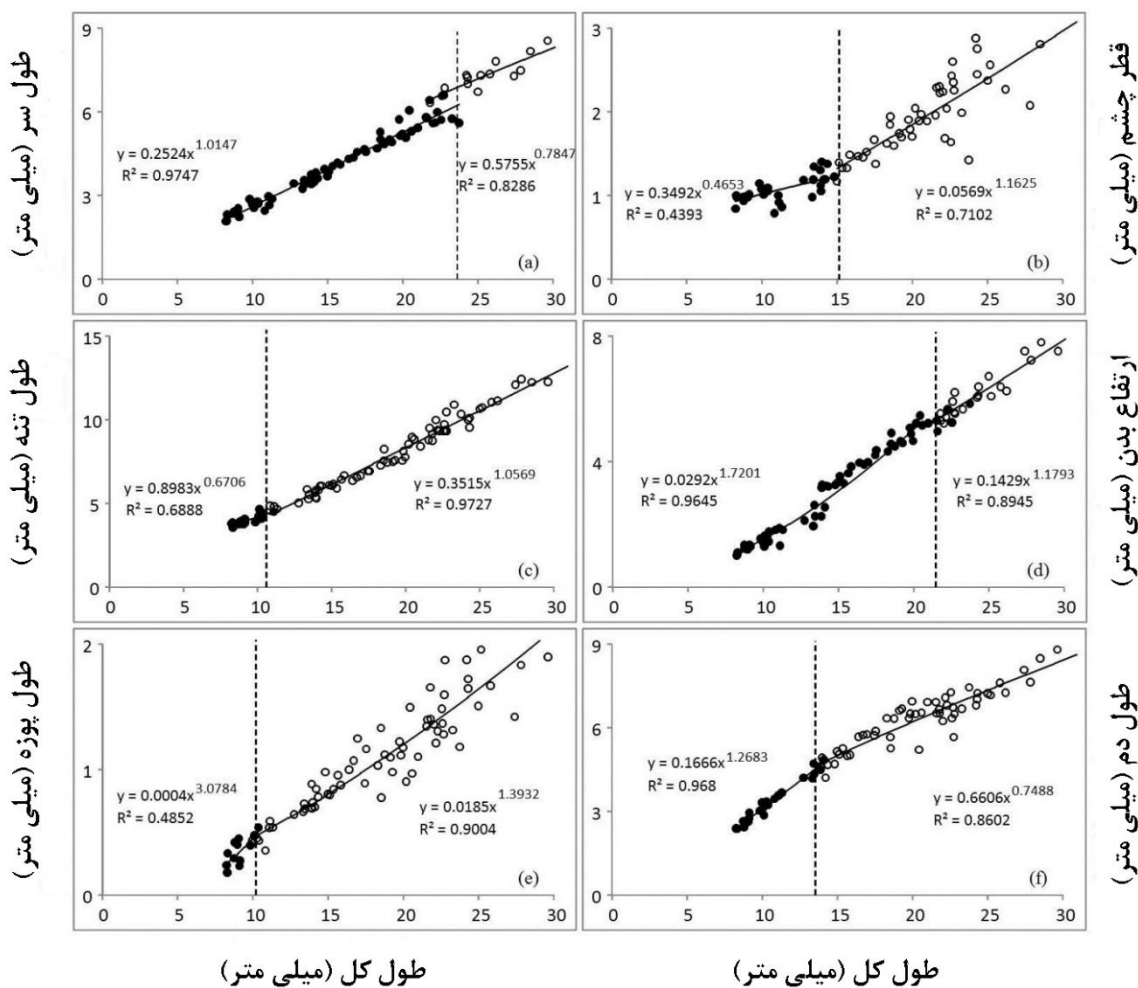 طول سر (میلی متر)
9
6
3
0
y = 0.2524x^1.0147
R² = 0.9747
y = 0.5755x^0.7847
R² = 0.8286
(a)
0 5 10 15 20 25 30
قطر چشم (میلی متر)
3
2
1
0
y = 0.3492x^0.4653
R² = 0.4393
y = 0.0569x^1.1625
R² = 0.7102
(b)
0 5 10 15 20 25 30
طول تنه (میلی متر)
15
10
5
0
y = 0.8983x^0.6706
R² = 0.6888
y = 0.3515x^1.0569
R² = 0.9727
(c)
0 5 10 15 20 25 30
ارتفاع بدن (میلی متر)
8
4
0
y = 0.0292x^1.7201
R² = 0.9645
y = 0.1429x^1.1793
R² = 0.8945
(d)
0 5 10 15 20 25 30
طول پوزه (میلی متر)
2
1
0
y = 0.0004x^3.0784
R² = 0.4852
y = 0.0185x^1.3932
R² = 0.9004
(e)
0 5 10 15 20 25 30
طول دم (میلی متر)
9
6
3
0
y = 0.1666x^1.2683
R² = 0.968
y = 0.6606x^0.7488
R² = 0.8602
(f)
0 5 10 15 20 25 30
طول کل (میلی متر)
طول کل (میلی متر)